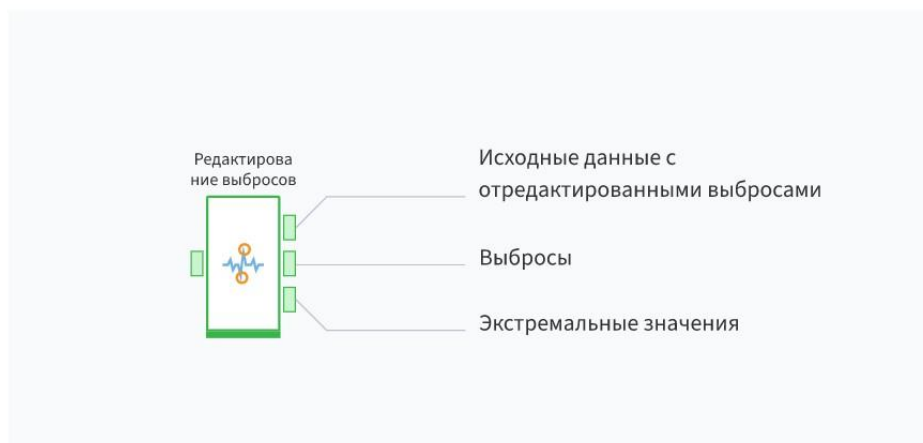 Редактирова
ние выбросов
Исходные данные с
отредактированными выбросами
Выбросы
Экстремальные значения